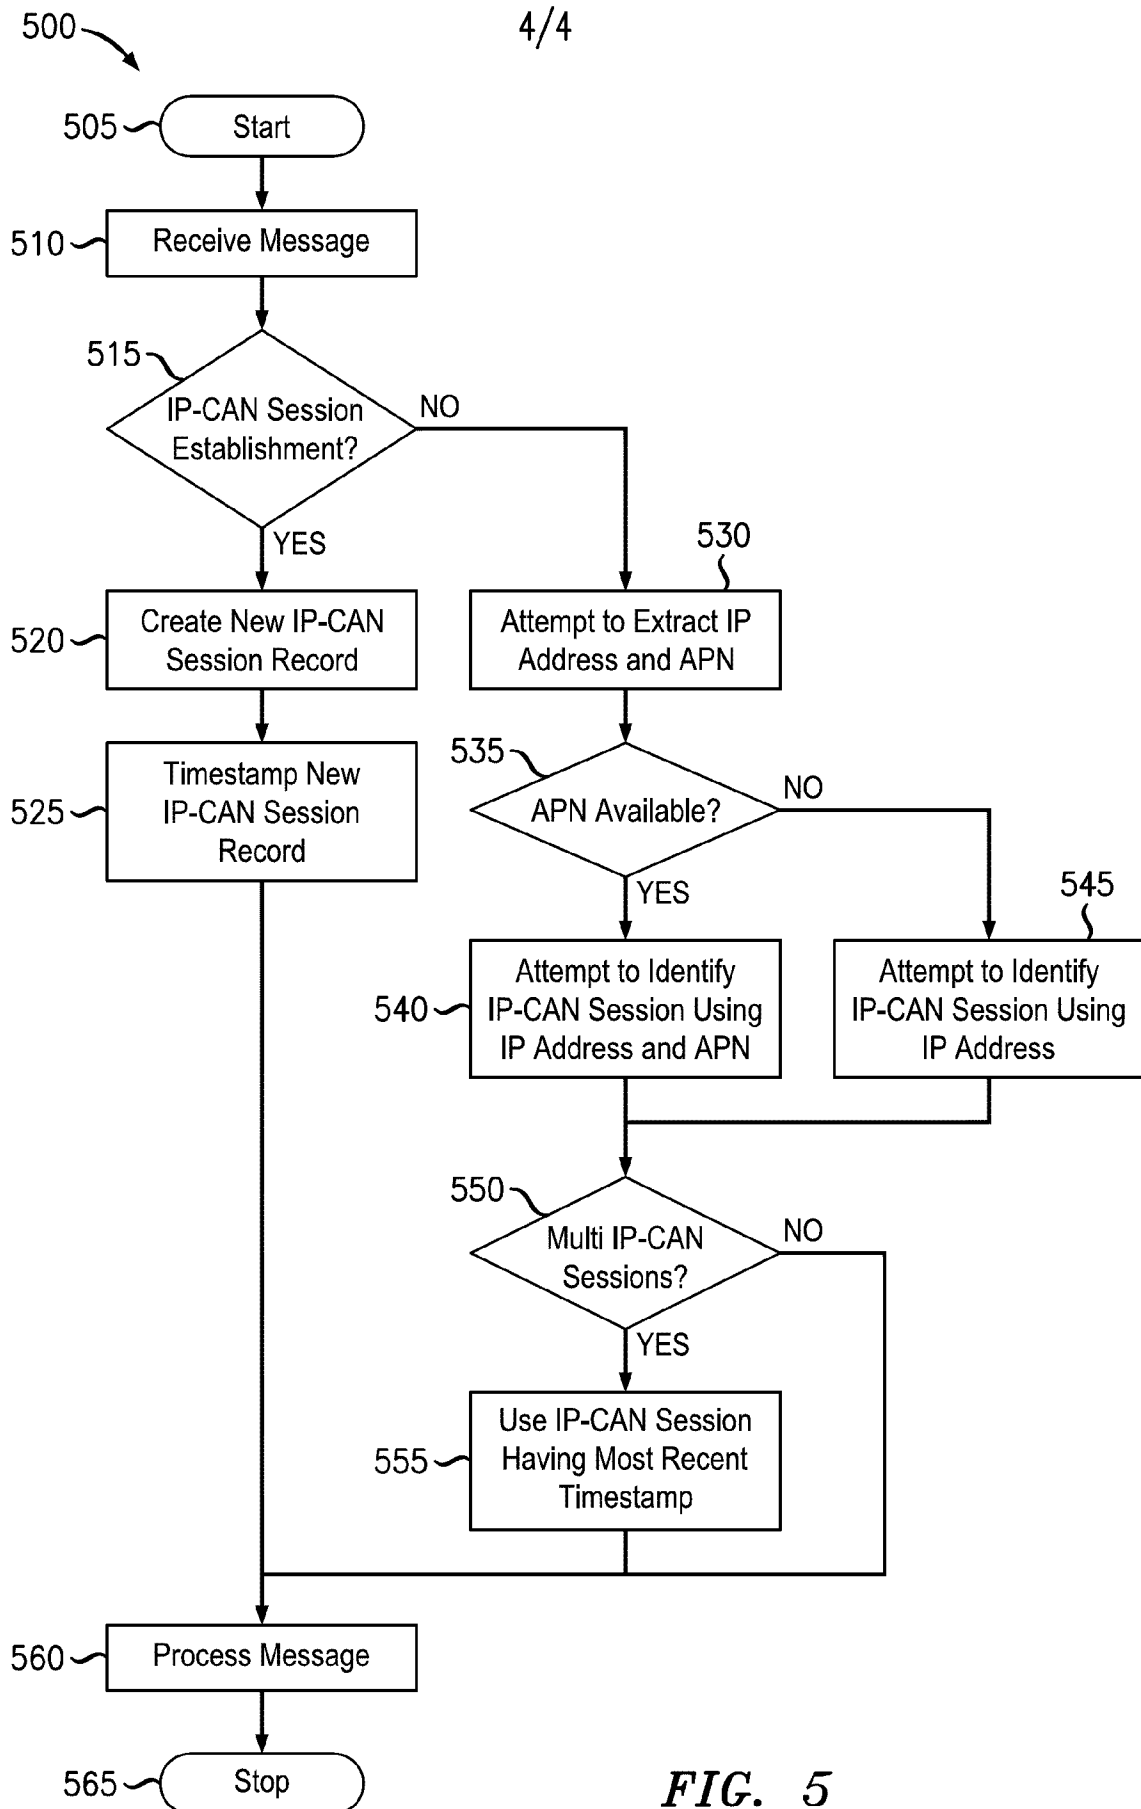 500
4/4
505
Start
510
Receive Message
515
IP-CAN Session
Establishment?
NO
YES
530
520
Create New IP-CAN
Session Record
Attempt to Extract IP
Address and APN
525
Timestamp New
IP-CAN Session
Record
535
APN Available?
NO
YES
545
540
Attempt to Identify
IP-CAN Session Using
IP Address and APN
Attempt to Identify
IP-CAN Session Using
IP Address
550
Multi IP-CAN
Sessions?
NO
YES
555
Use IP-CAN Session
Having Most Recent
Timestamp
560
Process Message
565
Stop
FIG. 5